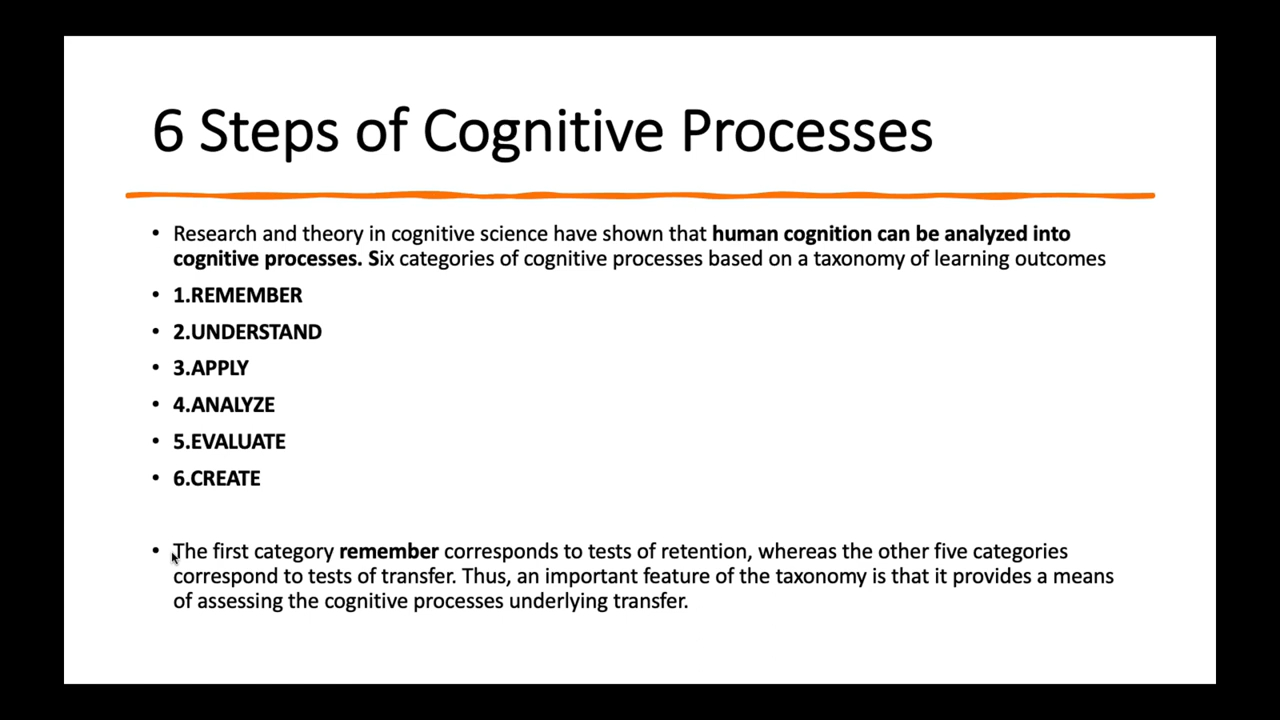 6 Steps of Cognitive Processes
• Research and theory in cognitive science have shown that human cognition can be analyzed into
cognitive processes. Six categories of cognitive processes based on a taxonomy of learning outcomes
• 1.REMEMBER
• 2.UNDERSTAND
• 3.APPLY
• 4.ANALYZE
• 5.EVALUATE
• 6.CREATE
• The first category remember corresponds to tests of retention, whereas the other five categories
correspond to tests of transfer. Thus, an important feature of the taxonomy is that it provides a means
of assessing the cognitive processes underlying transfer.